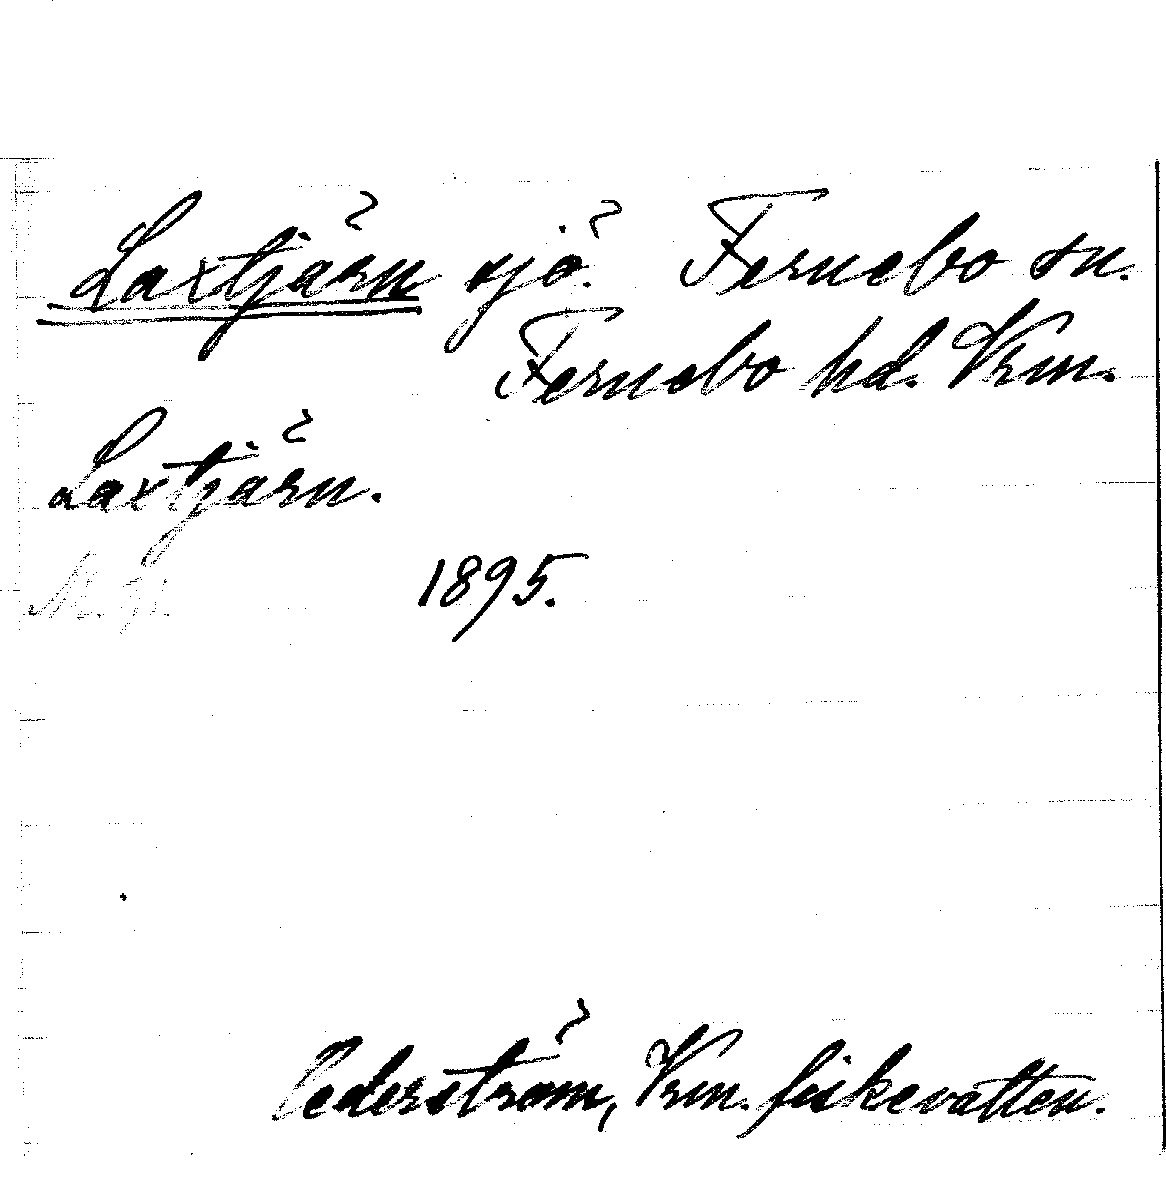 Laxtjärn sjö. Fernebo sn.
Fernebo hd. Vrm.
Laxtjärn.
1895.
Cederström, Vrm. fiskevatten.